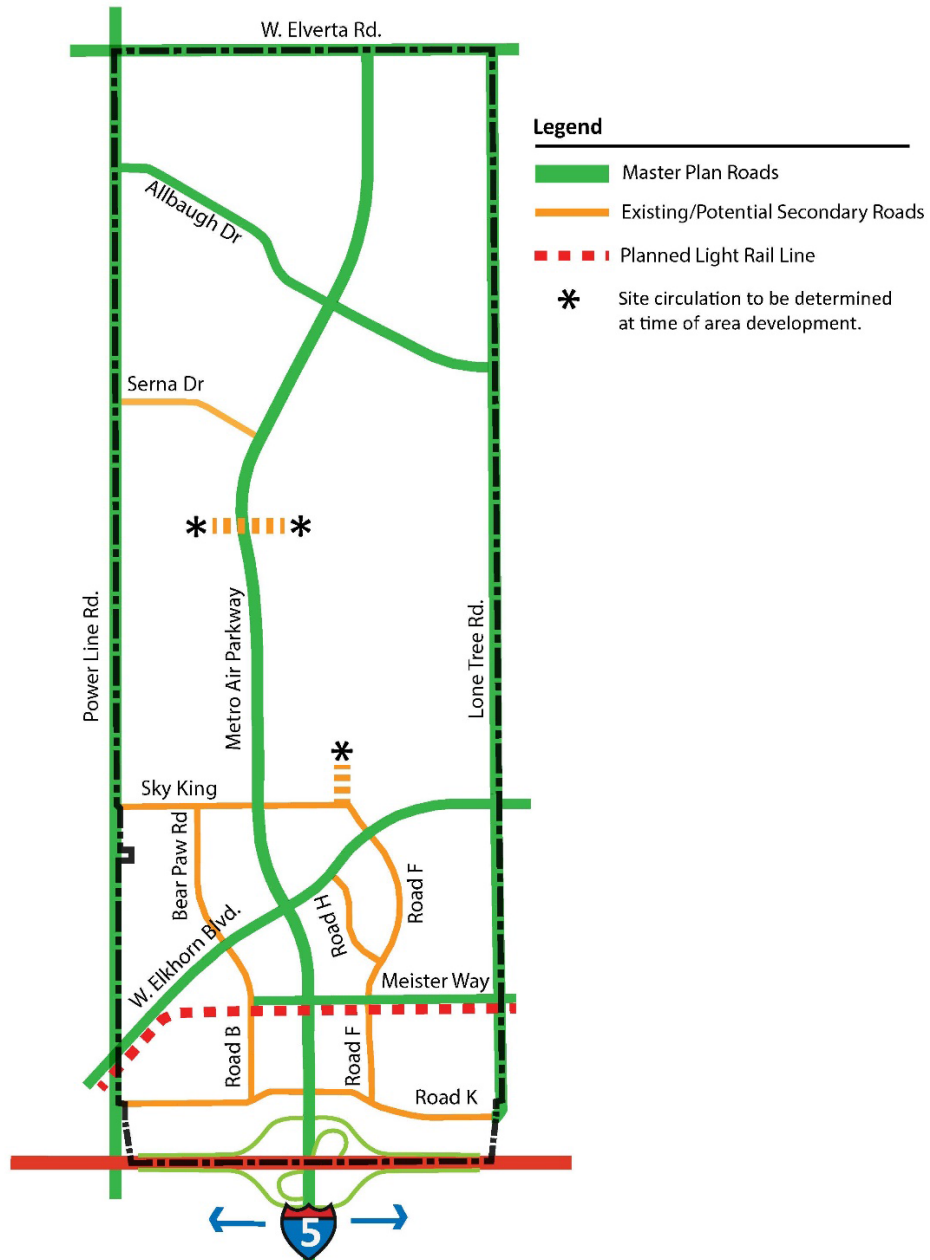 W. Elverta Rd.
Legend
Master Plan Roads
Existing/Potential Secondary Roads
Planned Light Rail Line
* Site circulation to be determined
at time of area development.
Allbaugh Dr
Serna Dr
* *
Power Line Rd.
Metro Air Parkway
Lone Tree Rd.
*
Sky King
Bear Paw Rd
Road F
Road H
W. Elkhorn Blvd.
Meister Way
Road B
Road F
Road K
5